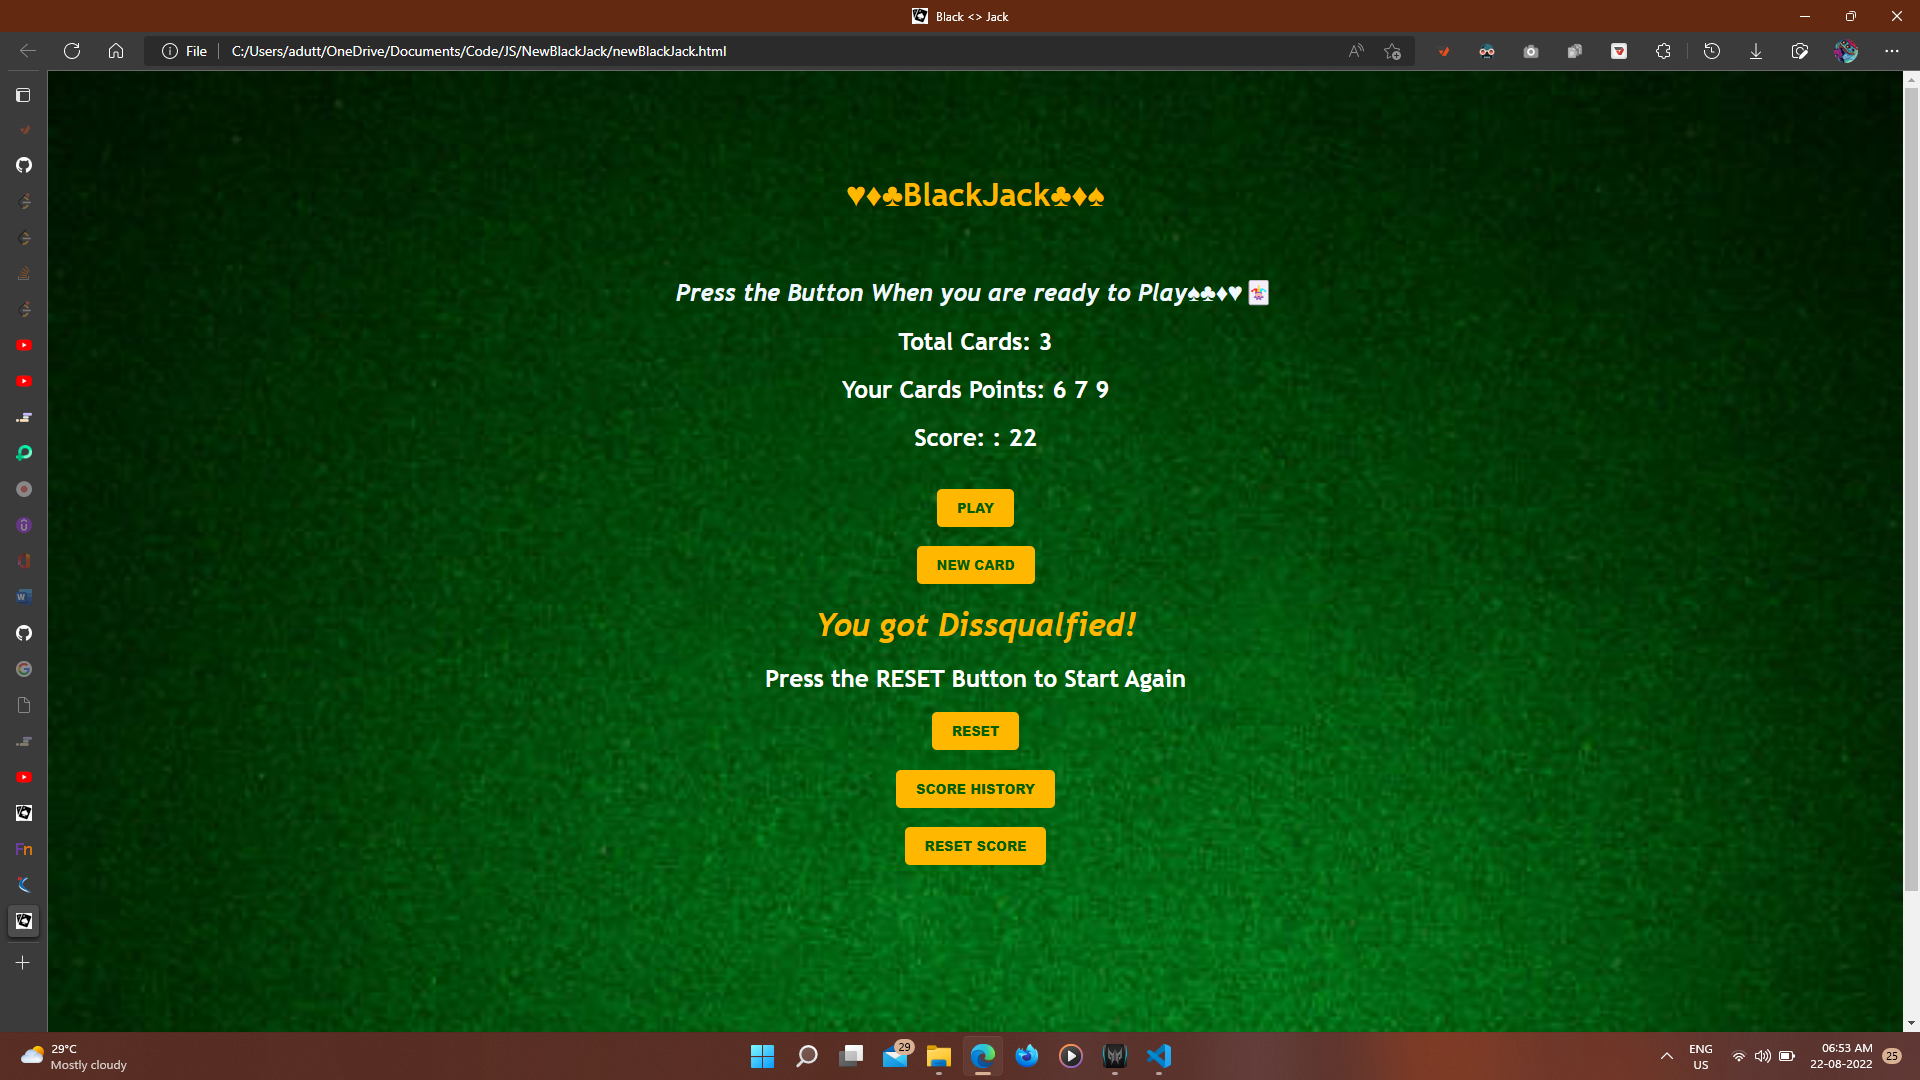 Black <> Jack
File
C:/Users/adutt/OneDrive/Documents/Code/JS/NewBlackJack/newBlackJack.html
♥♦♣BlackJack♣♦♠
Press the Button When you are ready to Play♠♣♦♥🃏
Total Cards: 3
Your Cards Points: 6 7 9
Score: : 22
PLAY
NEW CARD
You got Dissqualfied!
Press the RESET Button to Start Again
RESET
SCORE HISTORY
RESET SCORE
Fn
29°C
Mostly cloudy
29
ENG
US
06:53 AM
22-08-2022
25